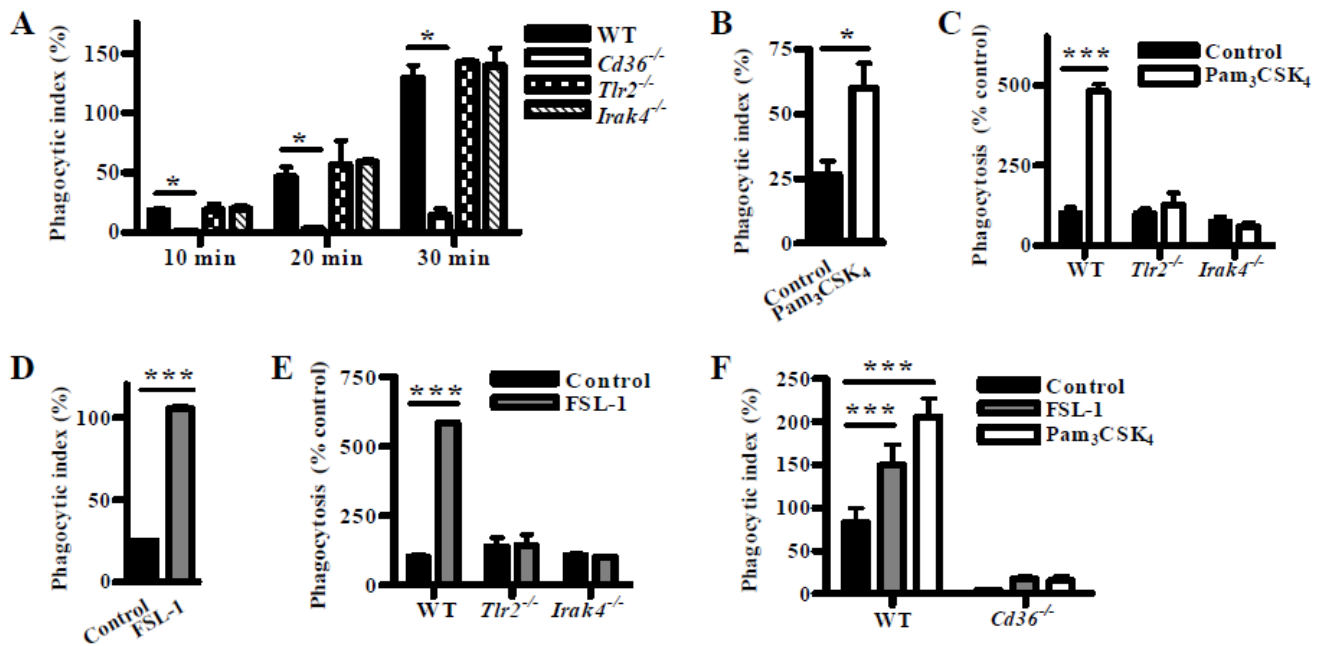 A
Phagocytic index (%)
150
100
50
0
10 min
20 min
30 min
*
*
*
WT
Cd36-/-
Tlr2-/-
Irak4-/-
B
Phagocytic index (%)
75
50
25
0
*
Control
Pam3CSK4
C
Phagocytosis (% control)
500
250
0
***
WT
Tlr2-/-
Irak4-/-
Control
Pam3CSK4
D
Phagocytic index (%)
100
50
0
***
Control
FSL-1
E
Phagocytosis (% control)
750
500
250
0
***
WT
Tlr2-/-
Irak4-/-
Control
FSL-1
F
Phagocytic index (%)
250
200
150
100
50
0
***
***
WT
Cd36-/-
Control
FSL-1
Pam3CSK4